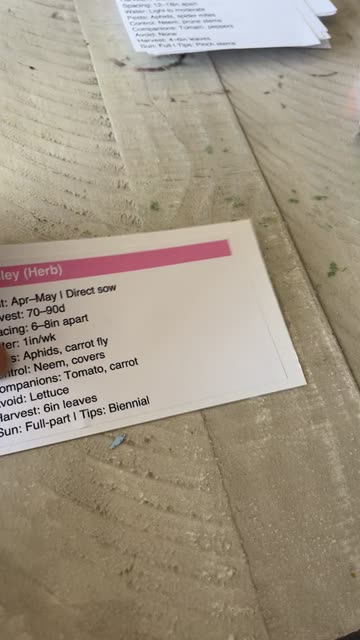 Spacing: 12–18in apart
Water: Light to moderate
Pests: Aphids, spider mites
Control: Neem, prune stems
Companions: Tomato, peppers
Avoid: None
Harvest: 4–6in leaves
Sun: Full | Tips: Pinch stems
ley (Herb)
t: Apr–May | Direct sow
vest: 70–90d
acing: 6–8in apart
ter: 1in/wk
s: Aphids, carrot fly
ntrol: Neem, covers
ompanions: Tomato, carrot
void: Lettuce
Harvest: 6in leaves
Sun: Full-part | Tips: Biennial